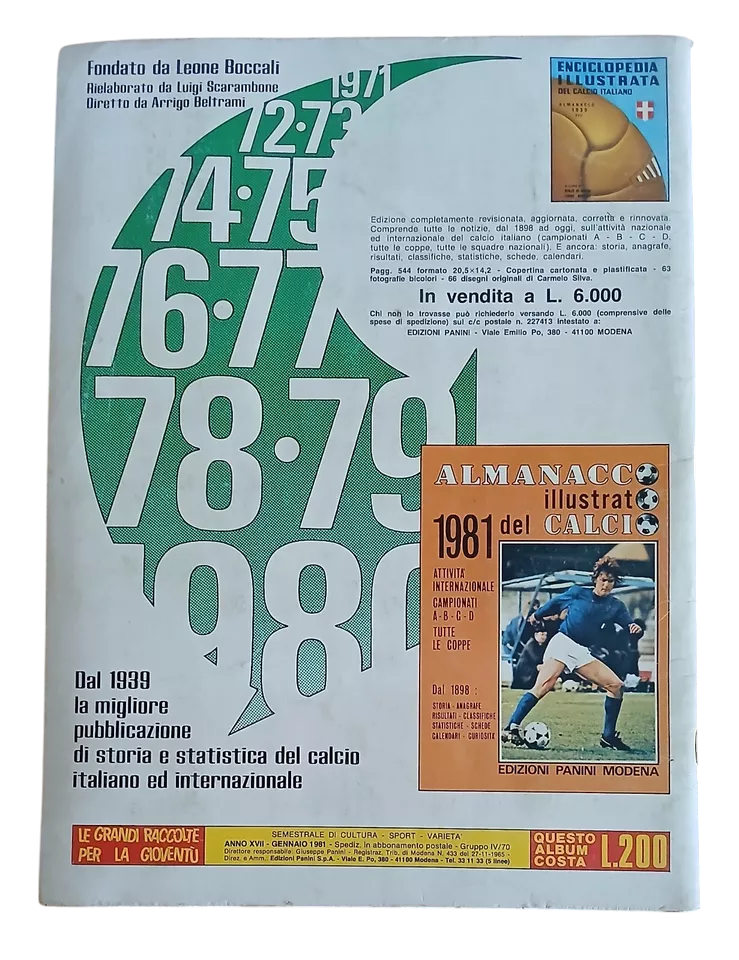 Fondato da Leone Boccali
Rielaborato da Luigi Scarambone
Diretto da Arrigo Beltrami
1971
72·73
74·75
76·77
78·79
1980
ENCICLOPEDIA
ILLUSTRATA
DEL CALCIO ITALIANO
ALMANACCO
1939
Edizione completamente revisionata, aggiornata, corretta e rinnovata.
Comprende tutte le notizie, dal 1898 ad oggi, sull'attività nazionale
ed internazionale del calcio italiano (campionati A - B - C - D,
tutte le coppe, tutte le squadre nazionali). E ancora: storia, anagrafe,
risultati, classifiche, statistiche, schede, calendari.
Pagg. 544 formato 20,5×14,2 - Copertina cartonata e plastificata - 63
fotografie bicolori - 66 disegni originali di Carmelo Silva.
In vendita a L. 6.000
Chi non lo trovasse può richiederlo versando L. 6.000 (comprensive delle
spese di spedizione) sul c/c postale n. 227413 intestato a:
EDIZIONI PANINI - Viale Emilio Po, 380 - 41100 MODENA
ALMANACCO
illustrato
1981 del CALCIO
ATTIVITA'
INTERNAZIONALE
CAMPIONATI
A-B-C-D
TUTTE
LE COPPE
Dal 1898 :
STORIA - ANAGRAFE
RISULTATI - CLASSIFICHE
STATISTICHE - SCHEDE
CALENDARI - CURIOSITÀ
EDIZIONI PANINI MODENA
Dal 1939
la migliore
pubblicazione
di storia e statistica del calcio
italiano ed internazionale
LE GRANDI RACCOLTE
PER LA GIOVENTÙ
SEMESTRALE DI CULTURA - SPORT - VARIETA'
ANNO XVII - GENNAIO 1981 - Spediz. in abbonamento postale - Gruppo IV/70
Direttore responsabile: Giuseppe Panini - Registraz. Trib. di Modena N. 433 del 27-11-1965 -
Direz. e Amm.: Edizioni Panini S.p.A. - Viale E. Po, 380 - 41100 Modena - Tel. 33 11 33 (5 linee)
QUESTO
ALBUM
COSTA
L.200